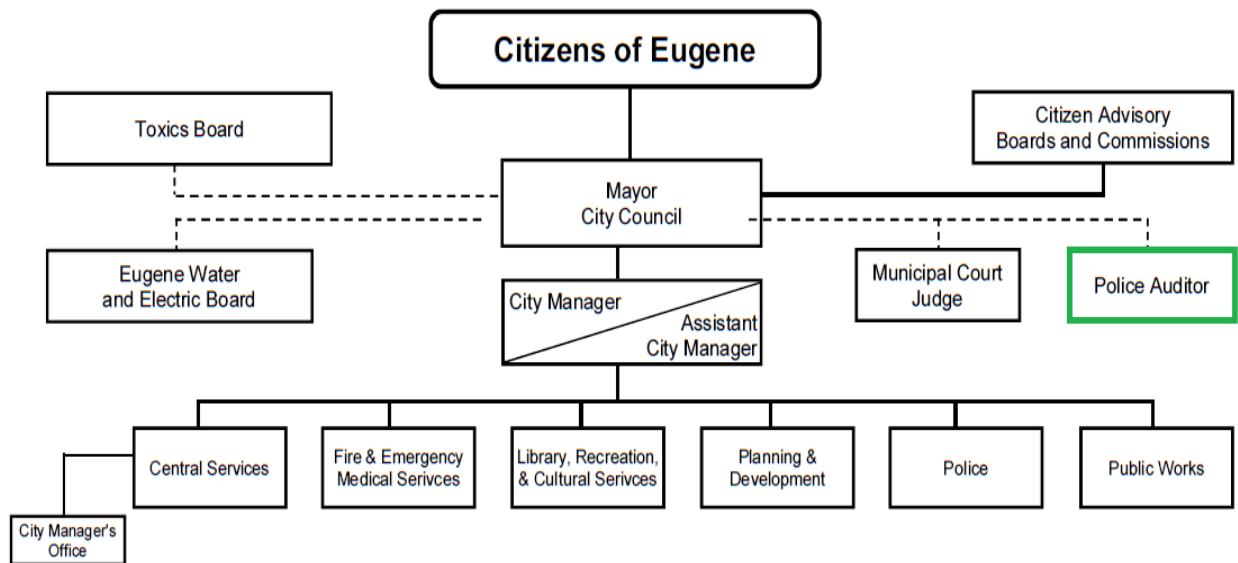 Citizens of Eugene
Toxics Board
Citizen Advisory
Boards and Commissions
Mayor
City Council
Eugene Water
and Electric Board
Municipal Court
Judge
Police Auditor
City Manager
Assistant
City Manager
Central Services
Fire & Emergency
Medical Serivces
Library, Recreation,
& Cultural Serivces
Planning &
Development
Police
Public Works
City Manager's
Office